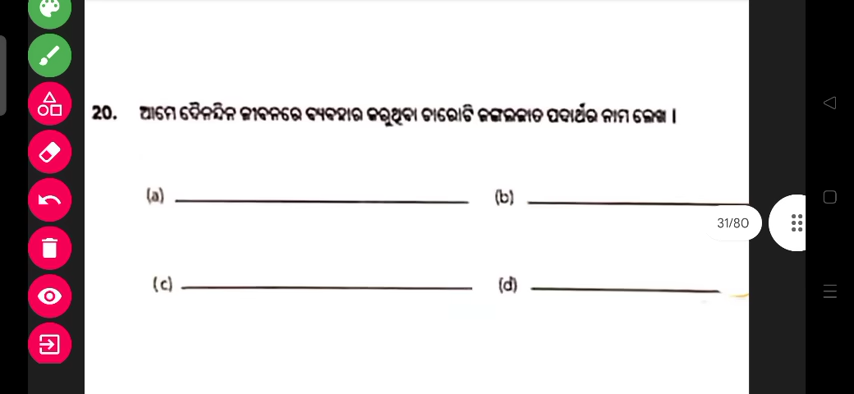 20. ଆମେ ଦୈନନ୍ଦିନ ଜୀବନରେ ବ୍ୟବହାର କରୁଥିବା ଚାରୋଟି ଜଙ୍ଗଲଜାତ ପଦାର୍ଥର ନାମ ଲେଖ ।
(a) (b)
31/80
(c) (d)